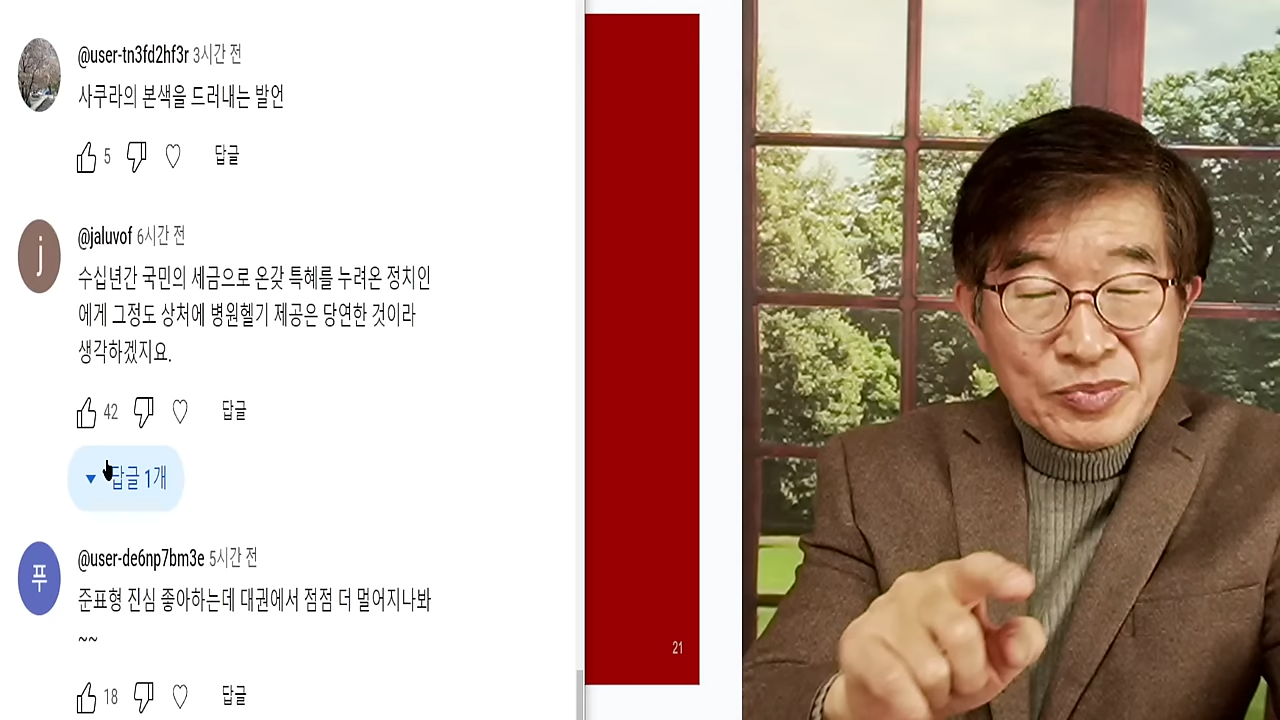 @user-tn3fd2hf3r 3시간 전
사쿠라의 본색을 드러내는 발언
5 답글
j
@jaluvof 6시간 전
수십년간 국민의 세금으로 온갖 특혜를 누려온 정치인
에게 그정도 상처에 병원헬기 제공은 당연한 것이라
생각하겠지요.
42 답글
답글 1개
푸
@user-de6np7bm3e 5시간 전
준표형 진심 좋아하는데 대권에서 점점 더 멀어지나봐
~~
18 답글
21